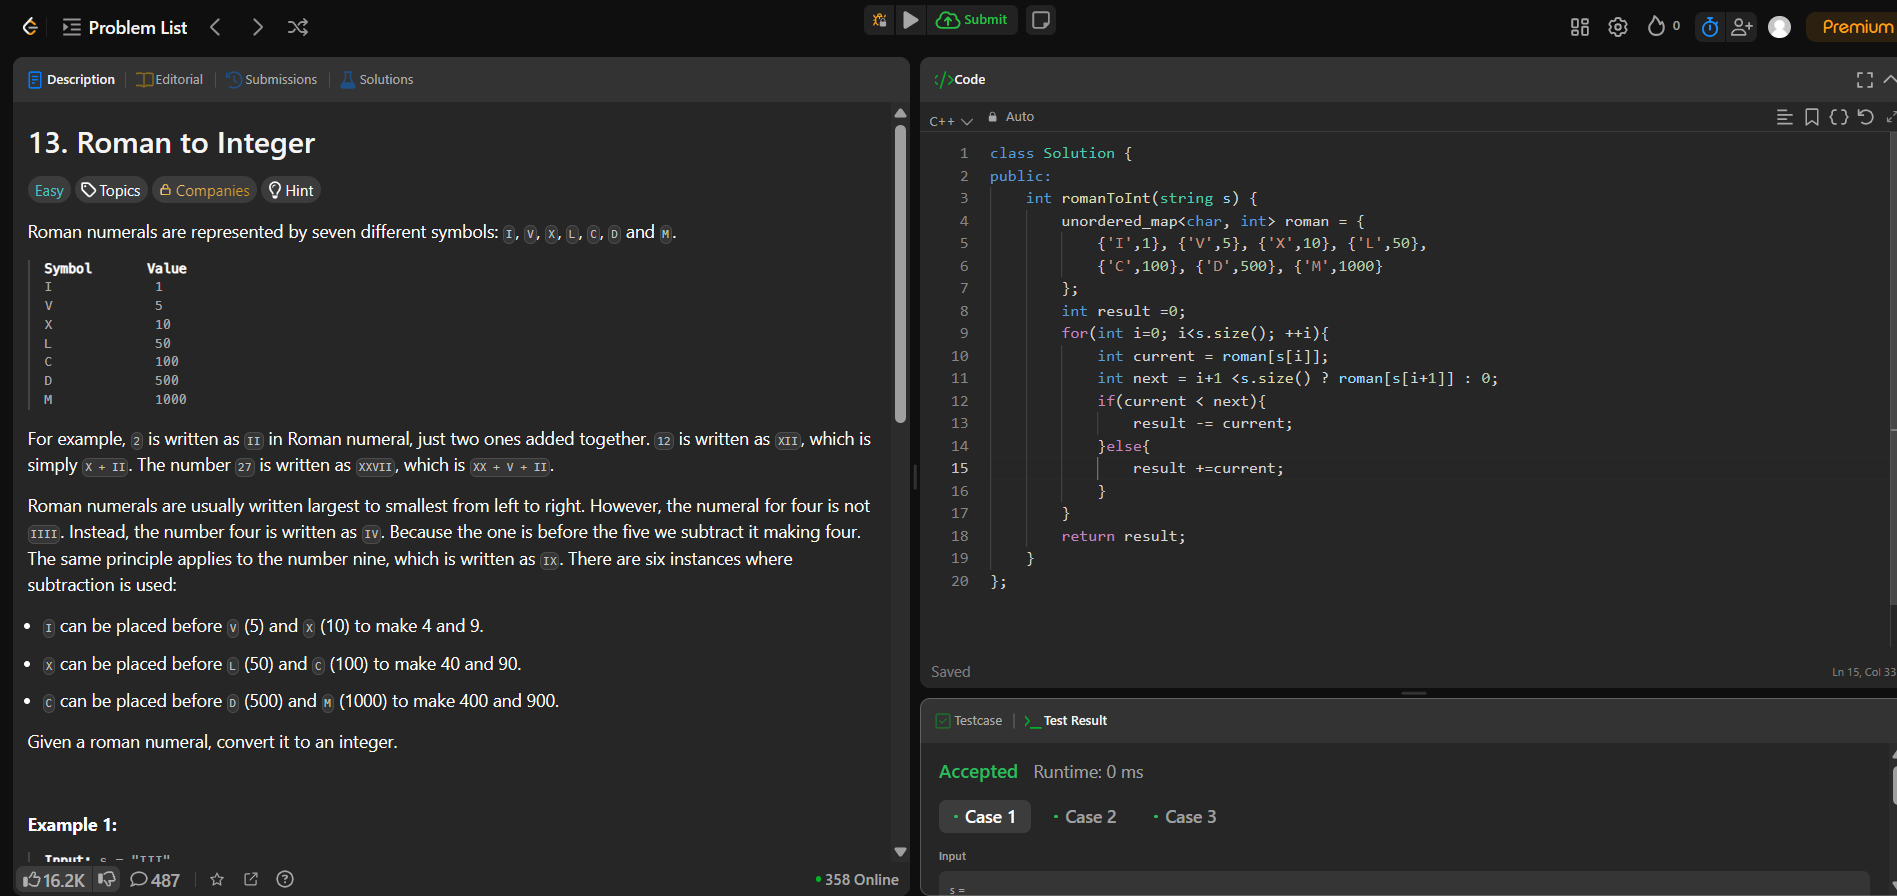 Problem List
Submit
0
Premium
Description
Editorial
Submissions
Solutions
13. Roman to Integer
Easy
Topics
Companies
Hint
Roman numerals are represented by seven different symbols: I, V, X, L, C, D and M.
Symbol Value
I 1
V 5
X 10
L 50
C 100
D 500
M 1000
For example, 2 is written as II in Roman numeral, just two ones added together. 12 is written as XII, which is
simply X + II. The number 27 is written as XXVII, which is XX + V + II.
Roman numerals are usually written largest to smallest from left to right. However, the numeral for four is not
IIII. Instead, the number four is written as IV. Because the one is before the five we subtract it making four.
The same principle applies to the number nine, which is written as IX. There are six instances where
subtraction is used:
• I can be placed before V (5) and X (10) to make 4 and 9.
• X can be placed before L (50) and C (100) to make 40 and 90.
• C can be placed before D (500) and M (1000) to make 400 and 900.
Given a roman numeral, convert it to an integer.
Example 1:
Input: s = "III"
16.2K
487
358 Online
</>Code
C++
Auto
1 class Solution {
2 public:
3     int romanToInt(string s) {
4         unordered_map<char, int> roman = {
5             {'I',1}, {'V',5}, {'X',10}, {'L',50},
6             {'C',100}, {'D',500}, {'M',1000}
7         };
8         int result =0;
9         for(int i=0; i<s.size(); ++i){
10             int current = roman[s[i]];
11             int next = i+1 <s.size() ? roman[s[i+1]] : 0;
12             if(current < next){
13                 result -= current;
14             }else{
15                 result +=current;
16             }
17         }
18         return result;
19     }
20 };
Saved
Ln 15, Col 33
Testcase
Test Result
Accepted
Runtime: 0 ms
Case 1
Case 2
Case 3
Input
s =